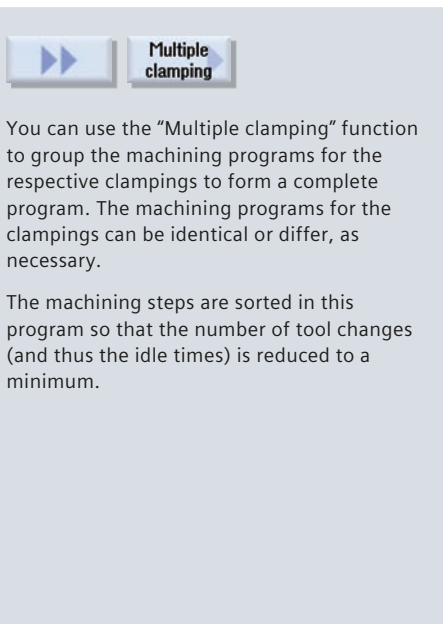 Multiple
clamping
You can use the “Multiple clamping” function
to group the machining programs for the
respective clampings to form a complete
program. The machining programs for the
clampings can be identical or differ, as
necessary.
The machining steps are sorted in this
program so that the number of tool changes
(and thus the idle times) is reduced to a
minimum.